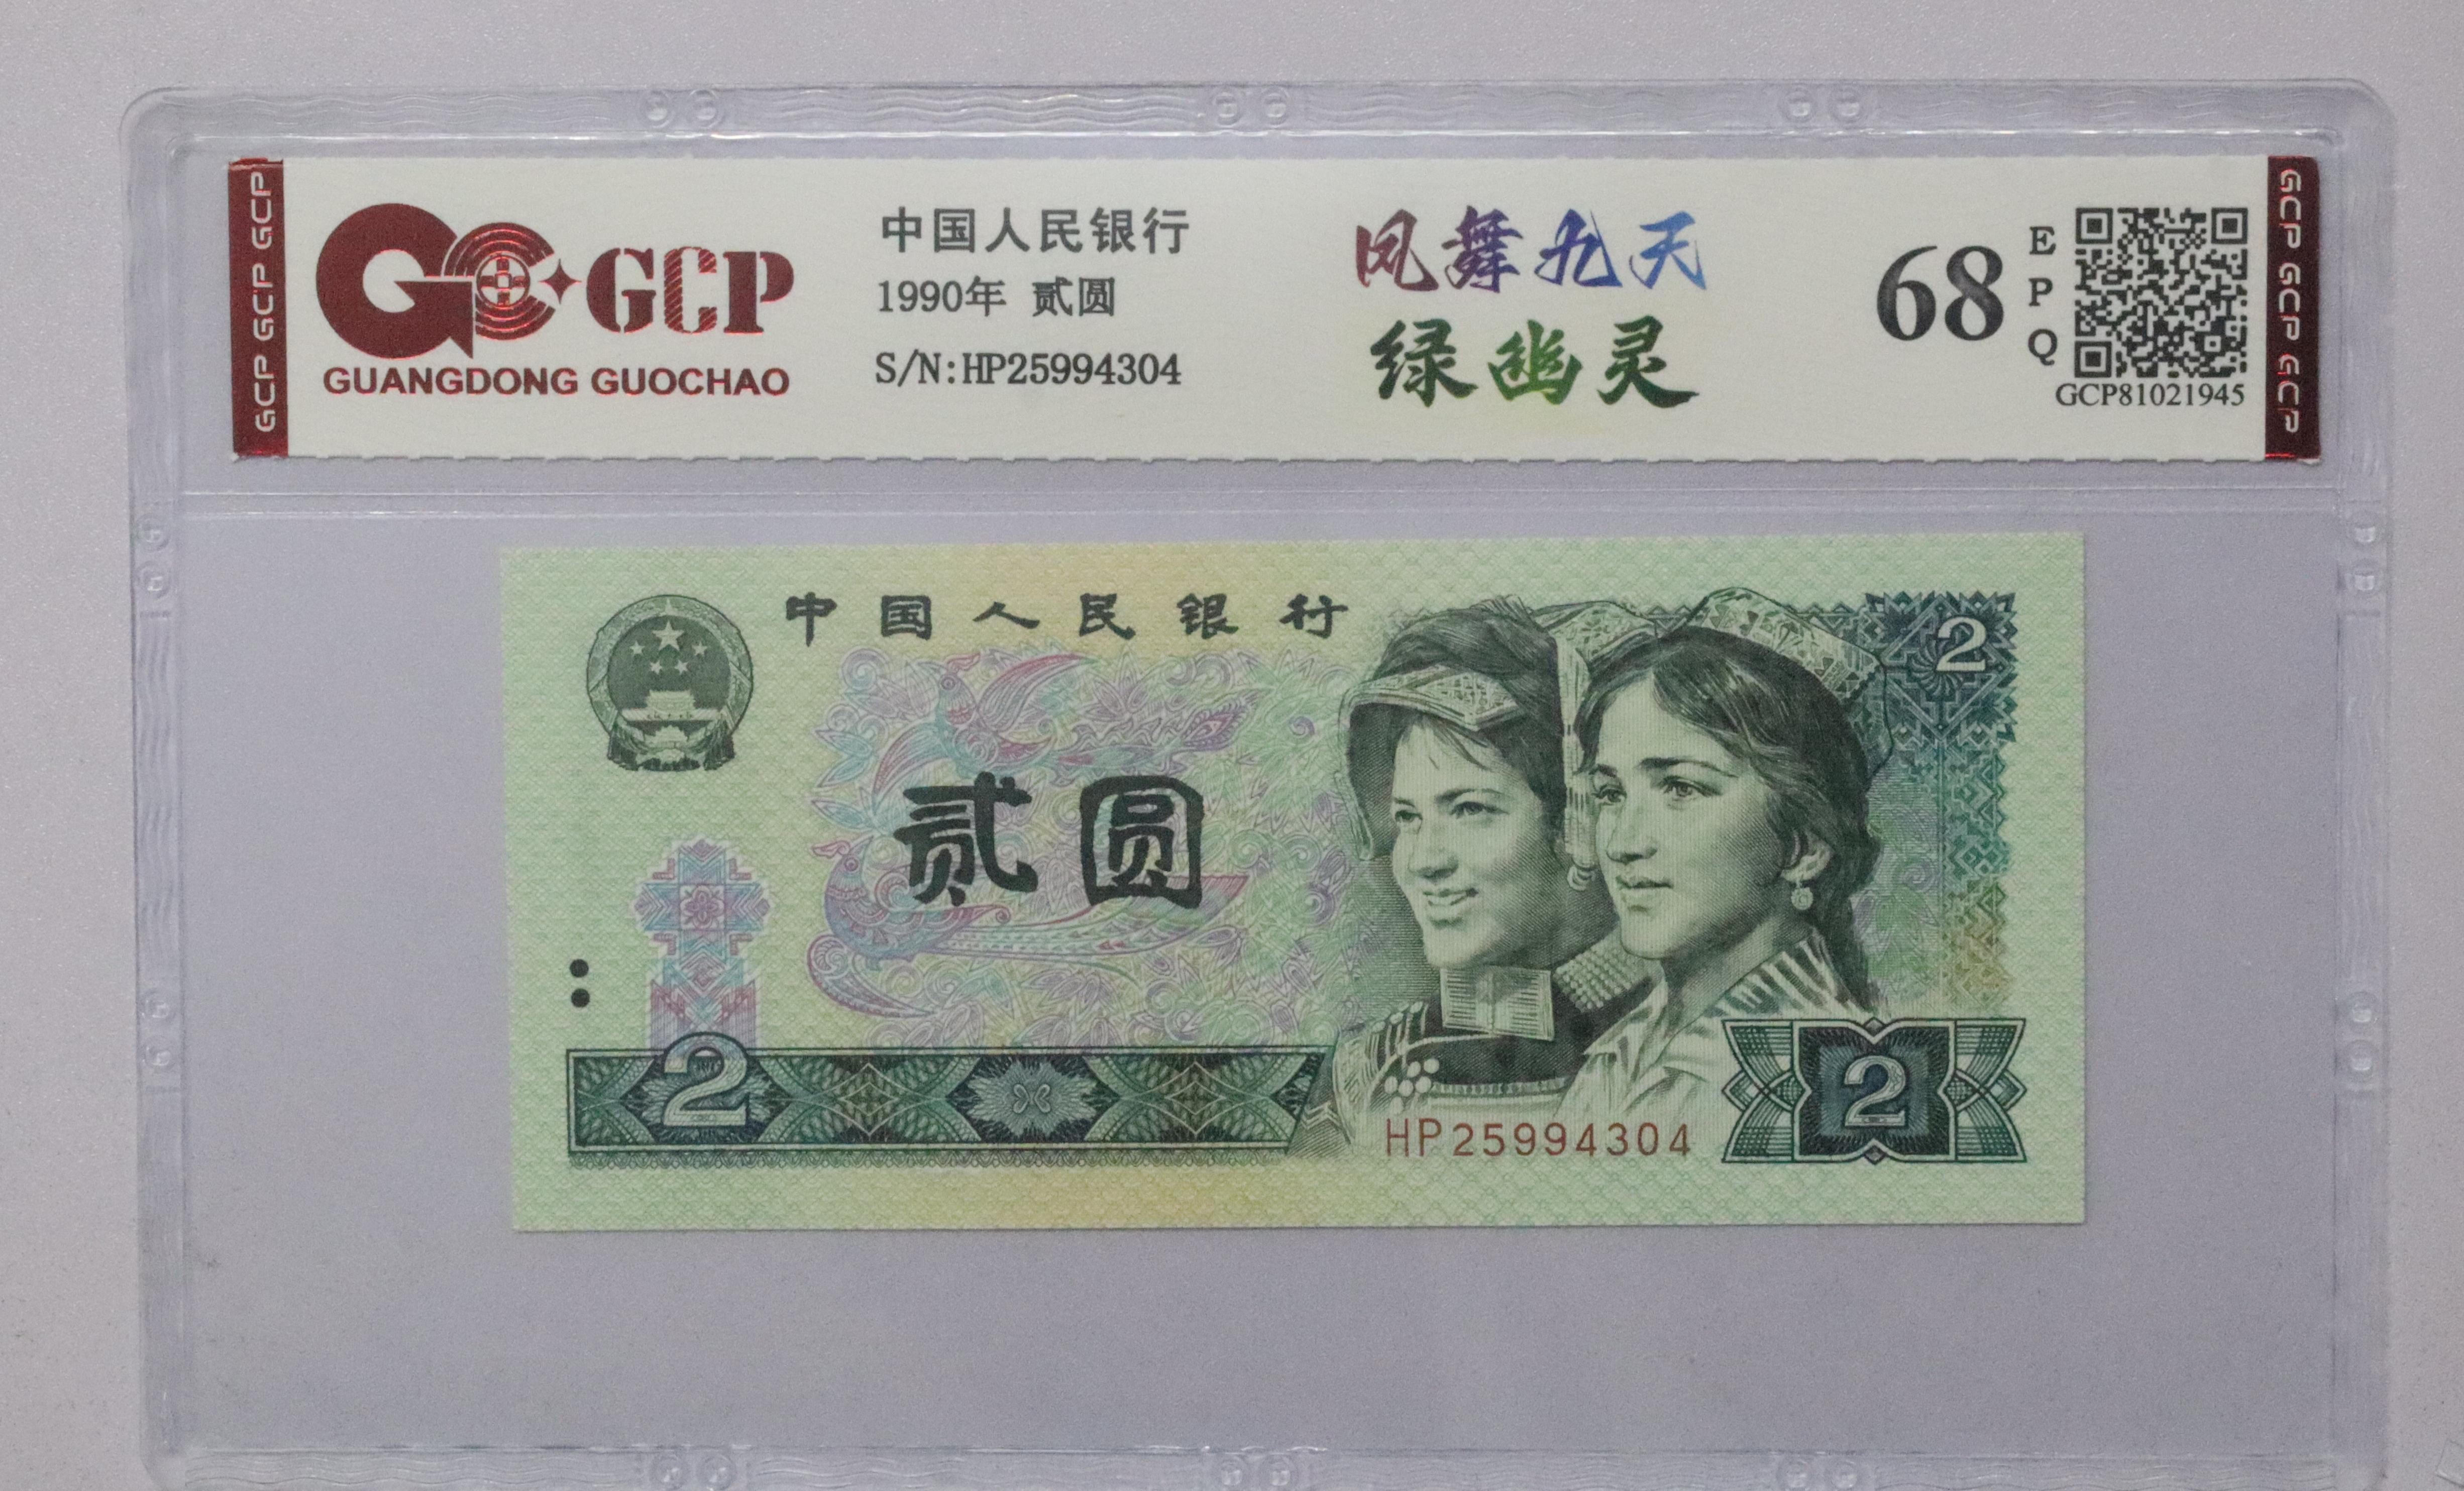 GCP GCP GCP
GCP
GUANGDONG GUOCHAO
中国人民银行
1990年 贰圆
S/N:HP25994304
凤舞九天
绿幽灵
68
EPQ
GCP81021945
GCP GCP GCP
中国人民银行
2
贰圆
2
HP25994304
2